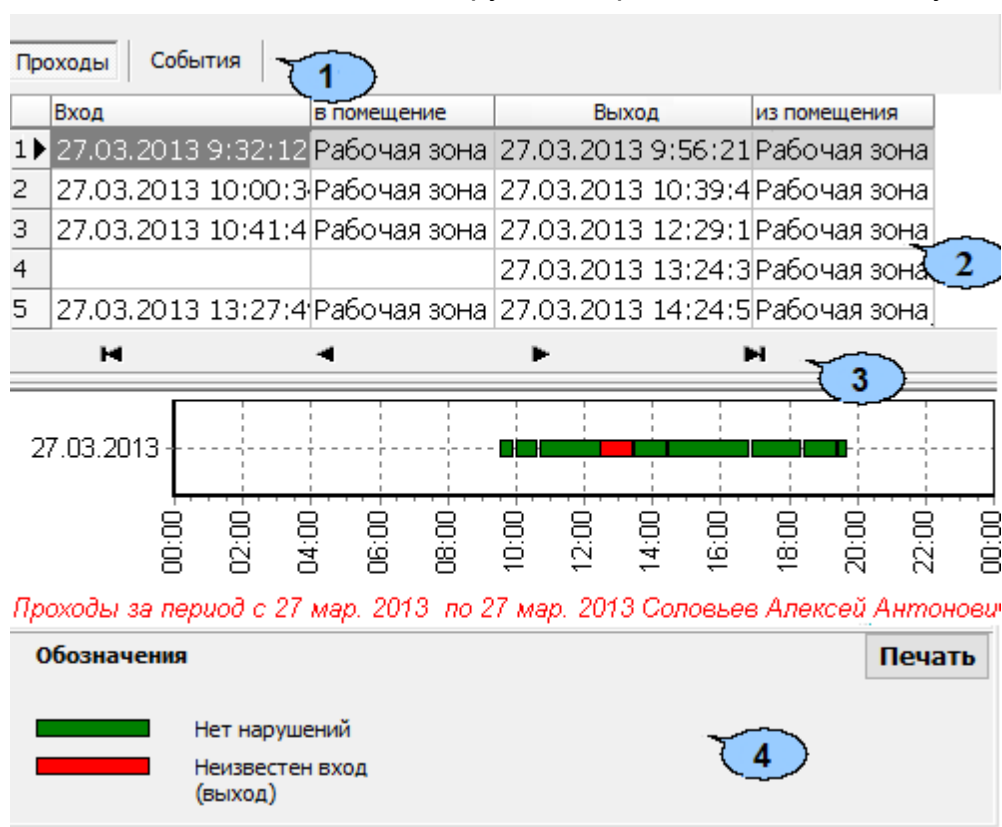 Проходы События 1
Вход в помещение Выход из помещения
1 27.03.2013 9:32:12 Рабочая зона 27.03.2013 9:56:21 Рабочая зона
2 27.03.2013 10:00:3 Рабочая зона 27.03.2013 10:39:4 Рабочая зона
3 27.03.2013 10:41:4 Рабочая зона 27.03.2013 12:29:1 Рабочая зона
2
4 27.03.2013 13:24:3 Рабочая зона
5 27.03.2013 13:27:4 Рабочая зона 27.03.2013 14:24:5 Рабочая зона
3
27.03.2013
00:00 02:00 04:00 06:00 08:00 10:00 12:00 14:00 16:00 18:00 20:00 22:00 00:00
Проходы за период с 27 мар. 2013 по 27 мар. 2013 Соловьев Алексей Антонович
Обозначения Печать
Нет нарушений
4
Неизвестен вход
(выход)